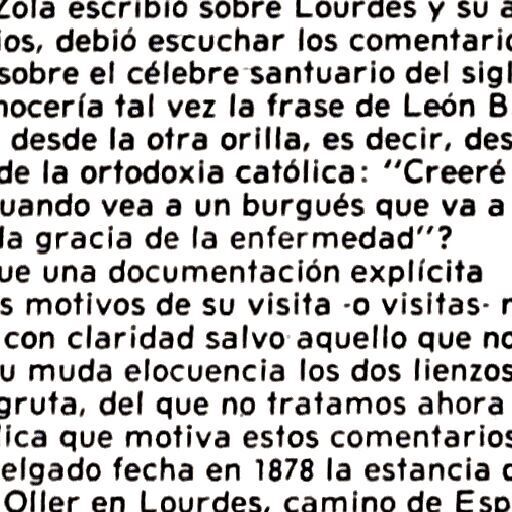 Zola escribió sobre Lourdes y su a
ios, debió escuchar los comentario
sobre el célebre santuario del sigl
nocería tal vez la frase de León B
desde la otra orilla, es decir, des
de la ortodoxia católica: "Creeré
uando vea a un burgués que va a
la gracia de la enfermedad"?
ue una documentación explícita
s motivos de su visita -o visitas- n
con claridad salvo aquello que no
u muda elocuencia los dos lienzos
gruta, del que no tratamos ahora
lica que motiva estos comentarios
elgado fecha en 1878 la estancia d
Oller en Lourdes, camino de Esp